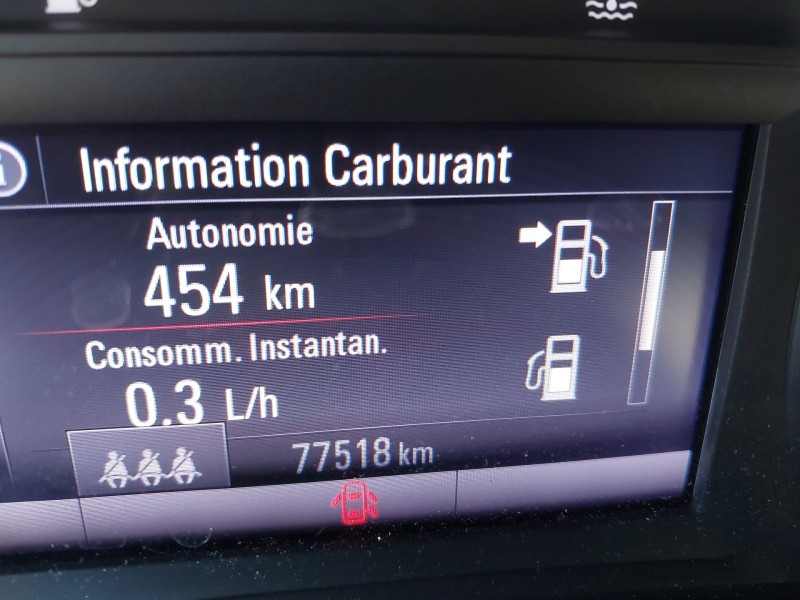 Information Carburant
Autonomie
454 km
Consomm. Instantan.
0.3 L/h
77518 km